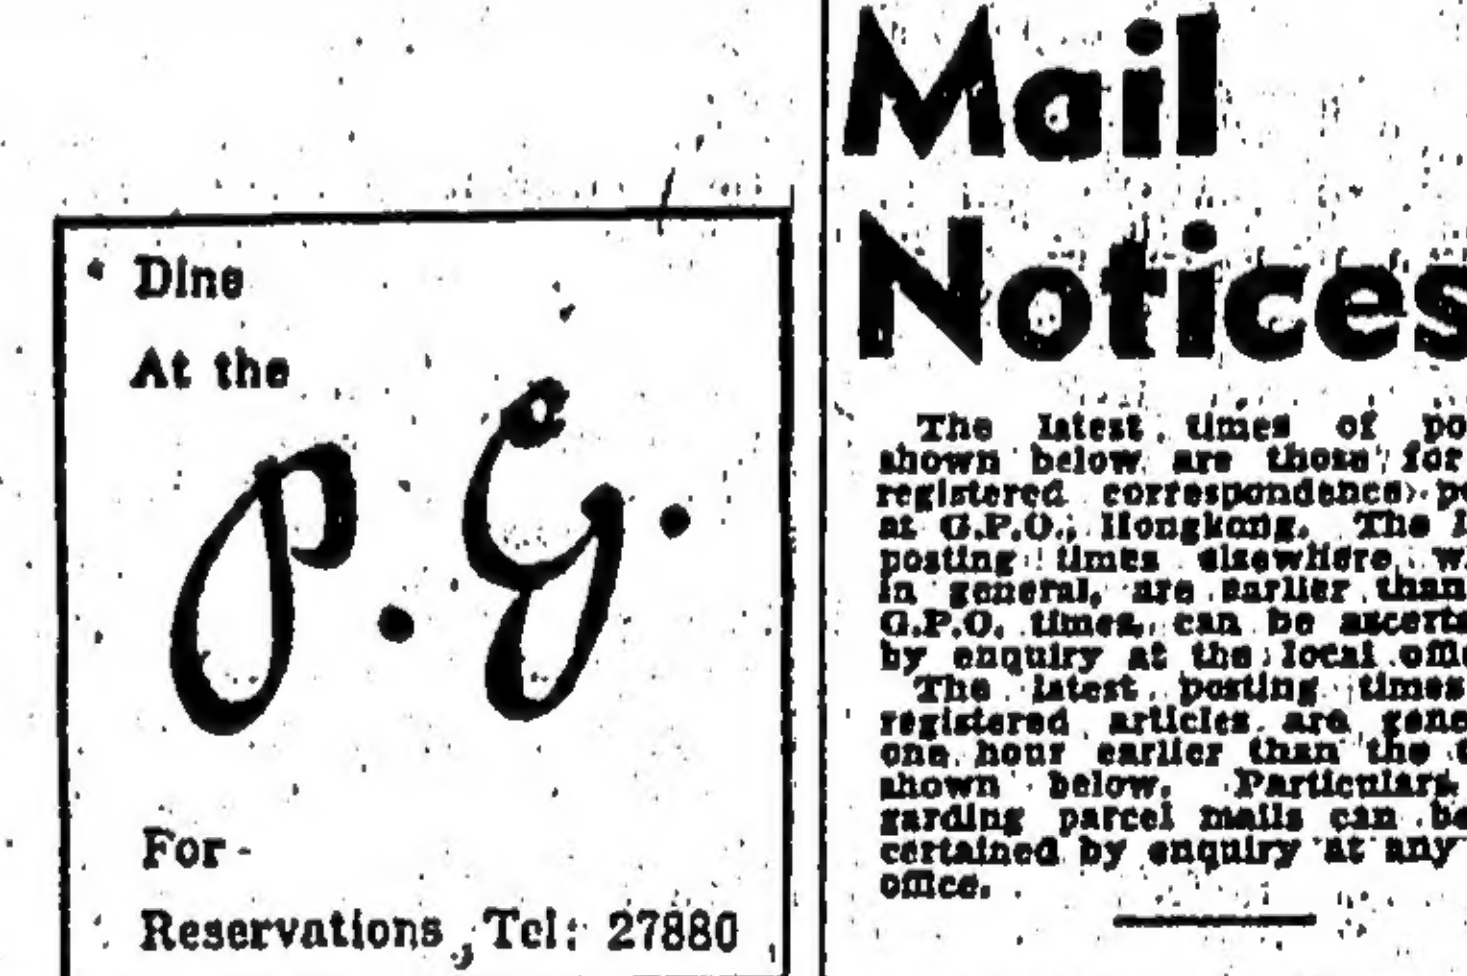 Dine
At the
P.G.
For
Reservations, Tel: 27880
Mail
Notices
The latest times of
shown below are those for
registered correspondence
at G.P.O., Hongkong. The
posting times elsewhere,
in general, are earlier than
G.P.O. times, can be
by enquiry at the local
The latest posting times
registered articles are
one hour earlier than the
shown below. Particulars
garding parcel mails can be
certained by enquiry at any
office.